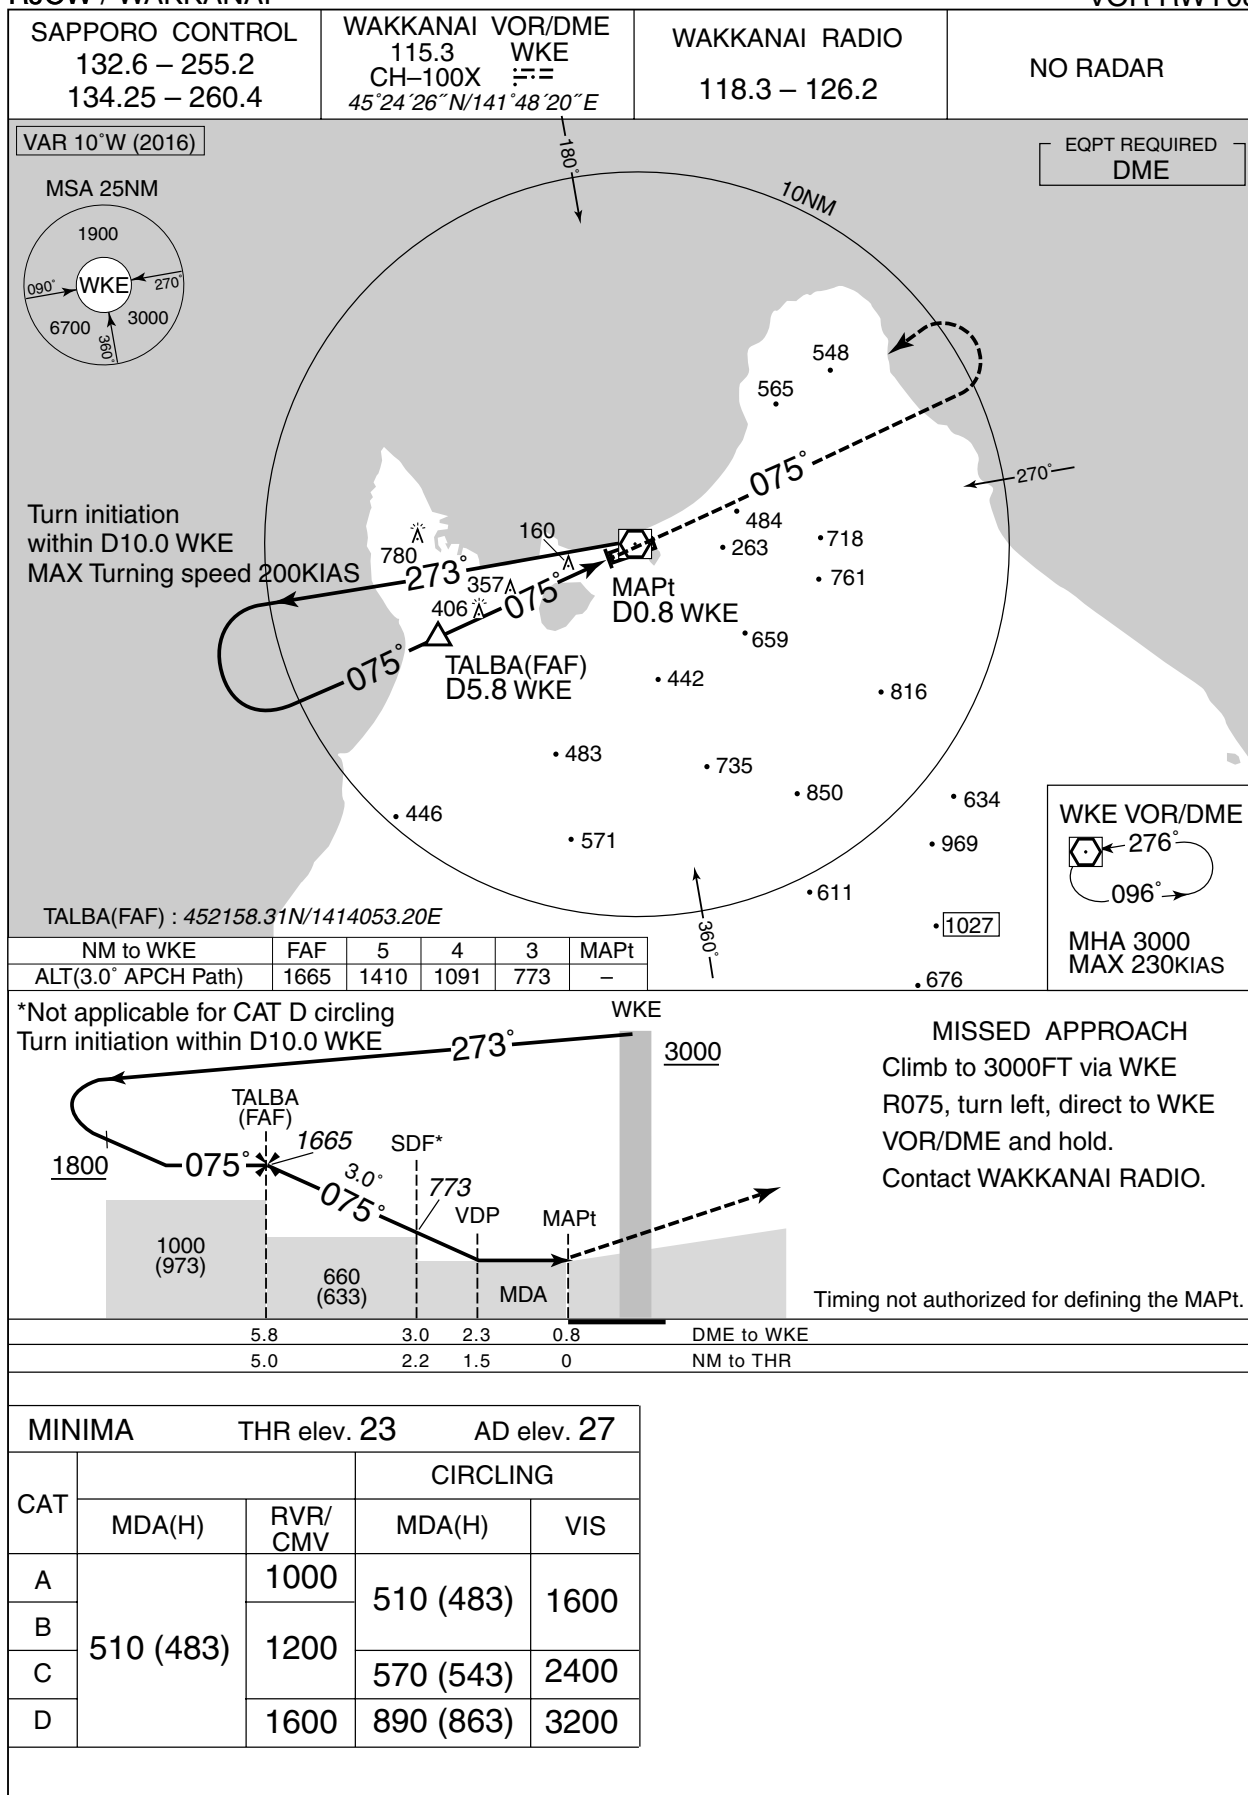 SAPPORO CONTROL
132.6 – 255.2
134.25 – 260.4
WAKKANAI VOR/DME
115.3 WKE
CH–100X
45°24´26˝N/141°48´20˝E
WAKKANAI RADIO
118.3 – 126.2
NO RADAR
VAR 10°W (2016)
EQPT REQUIRED
DME
MSA 25NM
1900
WKE
090°
270°
6700
3000
360°
180°
10NM
548
565
075°
270°
Turn initiation
within D10.0 WKE
MAX Turning speed 200KIAS
780
160
484
263
718
761
273°
357
406
075°
MAPt
D0.8 WKE
659
075°
TALBA(FAF)
D5.8 WKE
442
816
483
735
850
634
446
571
969
611
1027
676
360°
WKE VOR/DME
276°
096°
MHA 3000
MAX 230KIAS
TALBA(FAF) : 452158.31N/1414053.20E
NM to WKE FAF 5 4 3 MAPt
ALT(3.0° APCH Path) 1665 1410 1091 773 –
*Not applicable for CAT D circling
Turn initiation within D10.0 WKE
WKE
273°
3000
TALBA
(FAF)
1665
SDF*
1800
075°
3.0°
075°
773
VDP
MAPt
1000
(973)
660
(633)
MDA
MISSED APPROACH
Climb to 3000FT via WKE
R075, turn left, direct to WKE
VOR/DME and hold.
Contact WAKKANAI RADIO.
Timing not authorized for defining the MAPt.
5.8 3.0 2.3 0.8 DME to WKE
5.0 2.2 1.5 0 NM to THR
MINIMA THR elev. 23 AD elev. 27
CAT
CIRCLING
MDA(H) RVR/CMV MDA(H) VIS
A 510 (483) 1000 510 (483) 1600
B 1200
C 570 (543) 2400
D 1600 890 (863) 3200